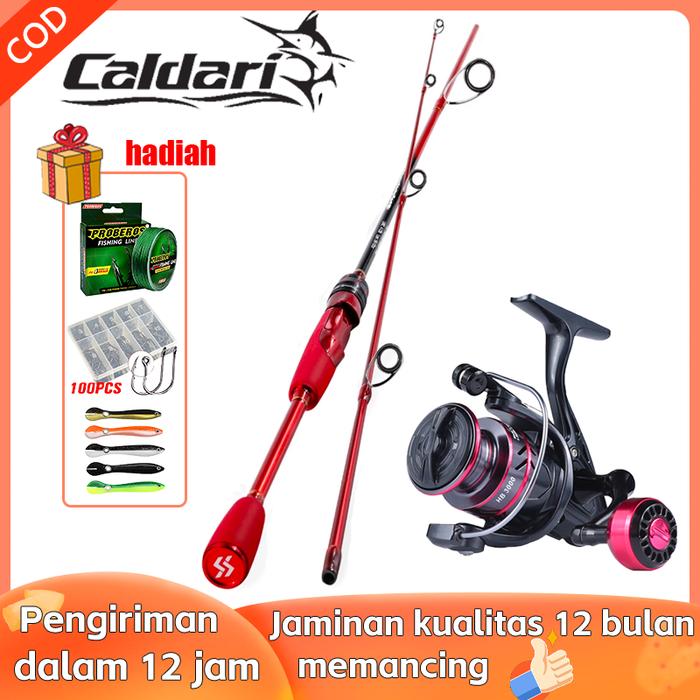 COD
Caldari
hadiah
PROBEROS
FISHING LINE
100PCS
HB 3000
Pengiriman
dalam 12 jam
Jaminan kualitas 12 bulan
memancing